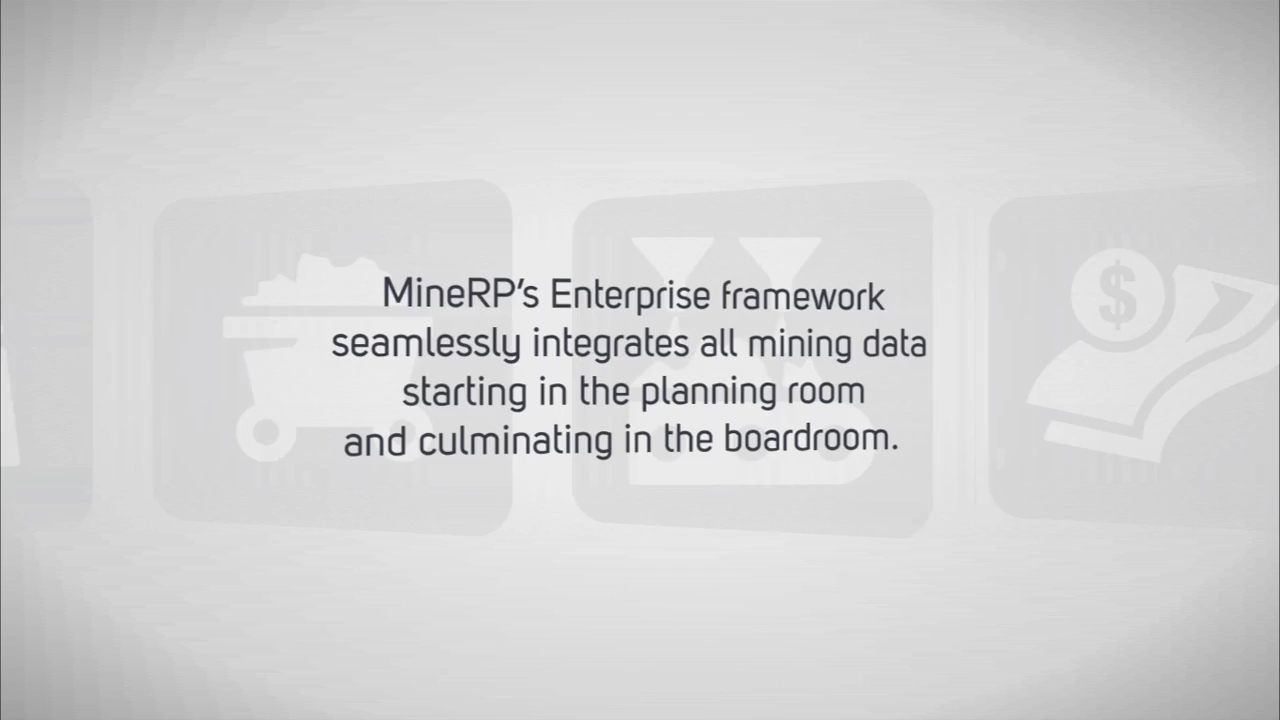 MineRP's Enterprise framework
seamlessly integrates all mining data
starting in the planning room
and culminating in the boardroom.
$